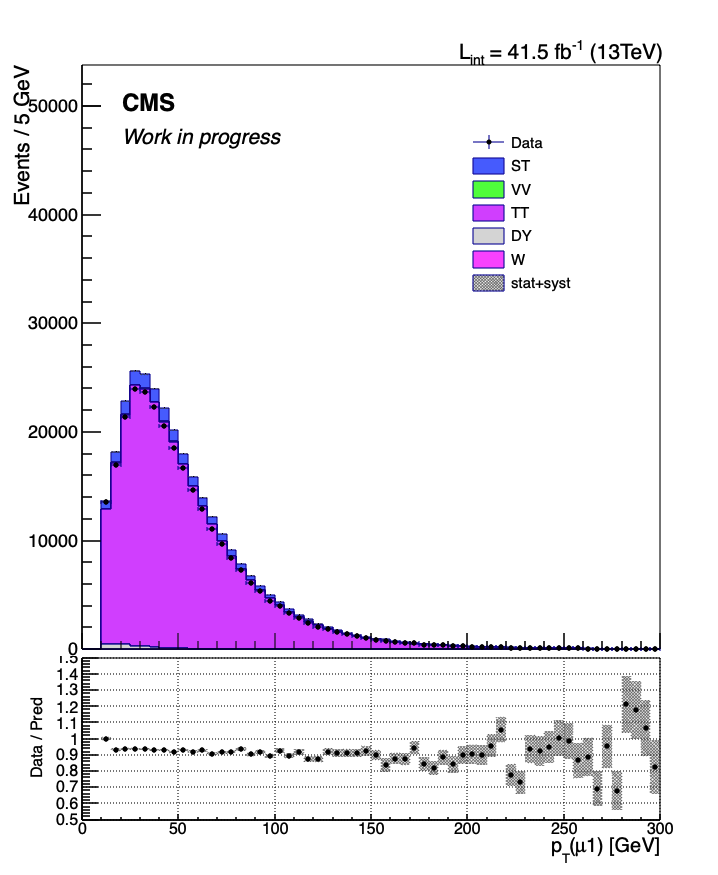 L_int = 41.5 fb⁻¹ (13TeV)
Events / 5 GeV
50000
CMS
Work in progress
Data
ST
VV
40000
TT
DY
W
stat+syst
30000
20000
10000
0
Data / Pred
1.5
1.4
1.3
1.2
1.1
1
0.9
0.8
0.7
0.6
0.5
0 50 100 150 200 250 300
p_T(μ1) [GeV]